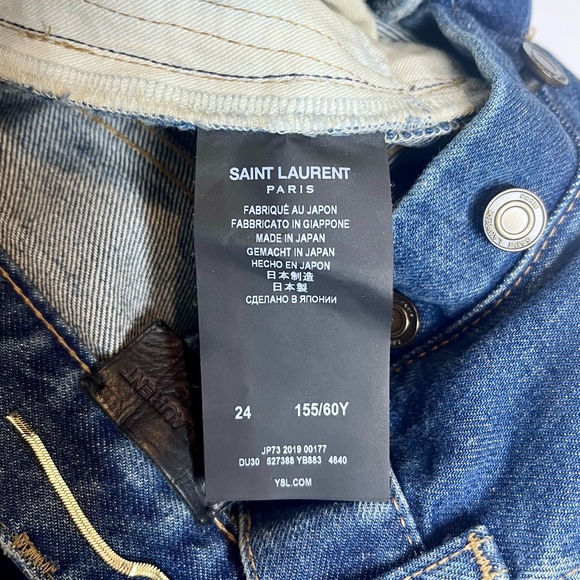 SAINT LAURENT
PARIS
FABRIQUÉ AU JAPON
FABBRICATO IN GIAPPONE
MADE IN JAPAN
GEMACHT IN JAPAN
HECHO EN JAPON
日本制造
日本製
СДЕЛАНО В ЯПОНИИ
24 155/60Y
JP73 2019 00177
DU30 527388 YB883 4840
YSL.COM